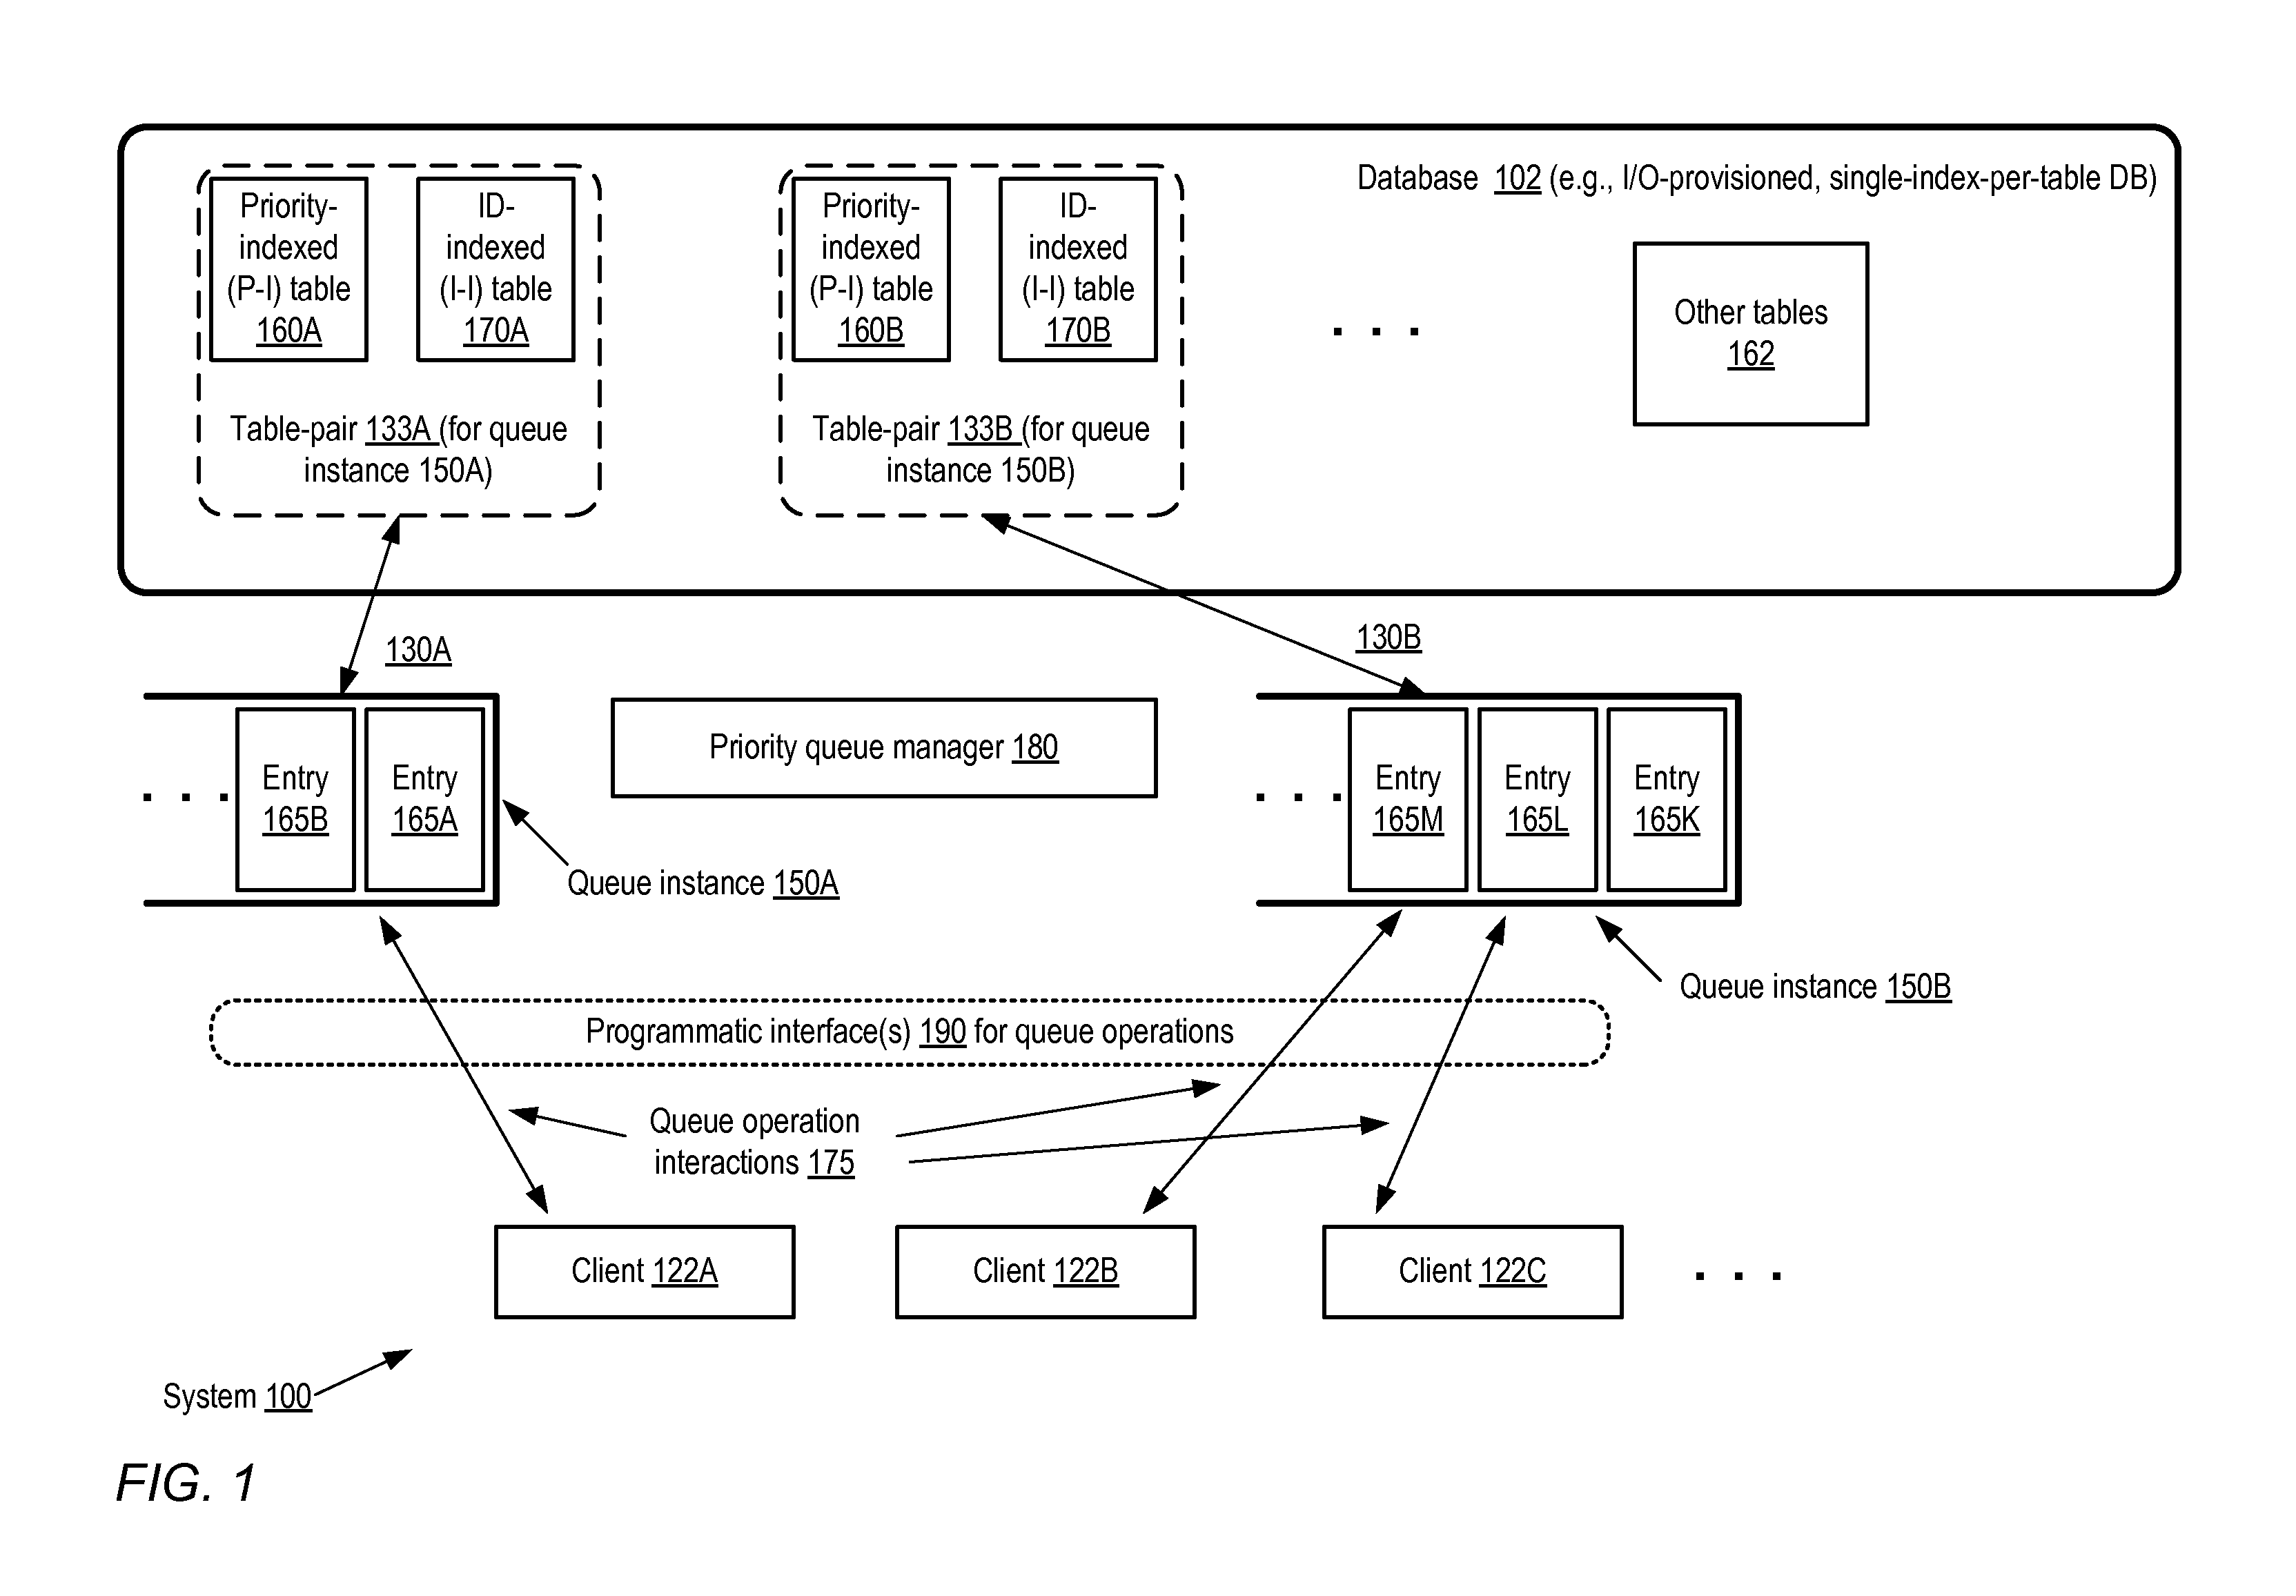 Database 102 (e.g., I/O-provisioned, single-index-per-table DB)
Priority-
indexed
(P-I) table
160A
ID-
indexed
(I-I) table
170A
Table-pair 133A (for queue
instance 150A)
Priority-
indexed
(P-I) table
160B
ID-
indexed
(I-I) table
170B
Table-pair 133B (for queue
instance 150B)
. . .
Other tables
162
130A
130B
. . .
Entry
165B
Entry
165A
Queue instance 150A
Priority queue manager 180
. . .
Entry
165M
Entry
165L
Entry
165K
Queue instance 150B
Programmatic interface(s) 190 for queue operations
Queue operation
interactions 175
Client 122A
Client 122B
Client 122C
. . .
System 100
FIG. 1